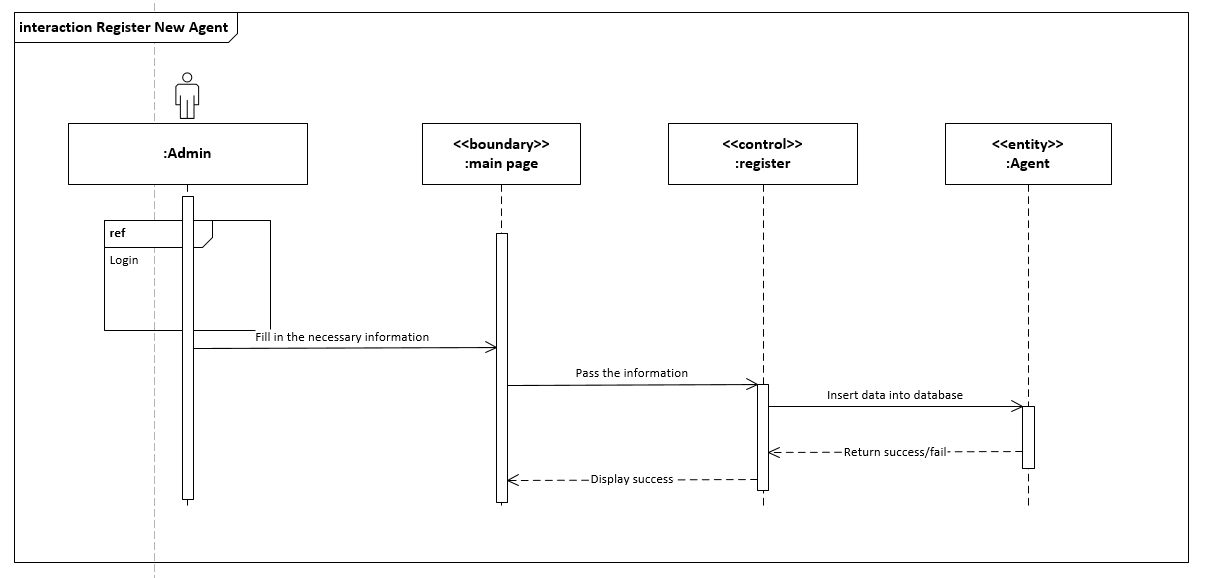 interaction Register New Agent
:Admin
<<boundary>>
:main page
<<control>>
:register
<<entity>>
:Agent
ref
Login
Fill in the necessary information
Pass the information
Insert data into database
Return success/fail
Display success